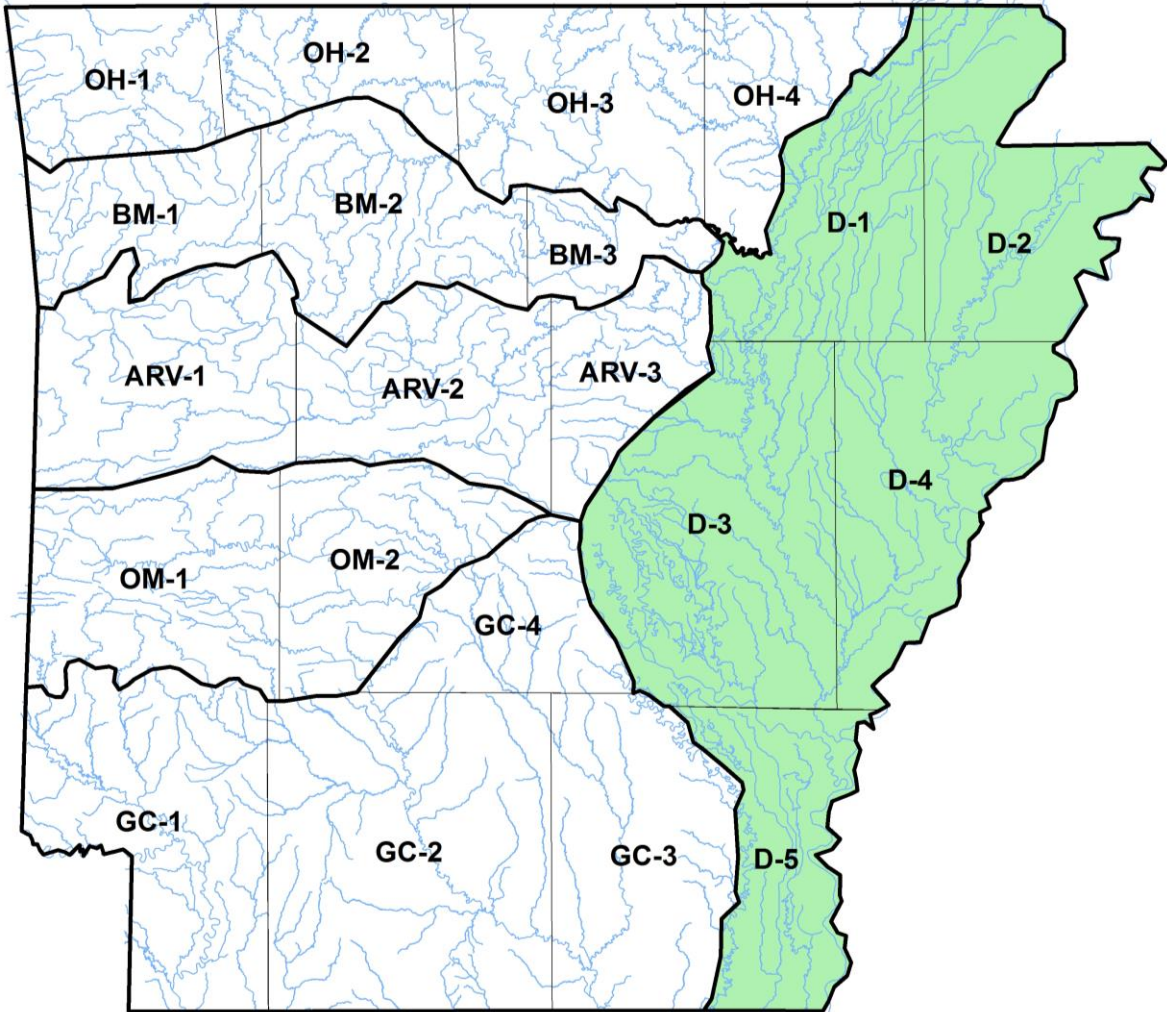 OH-1
OH-2
OH-3
OH-4
BM-1
BM-2
BM-3
D-1
D-2
ARV-1
ARV-2
ARV-3
D-3
D-4
OM-1
OM-2
GC-4
GC-1
GC-2
GC-3
D-5